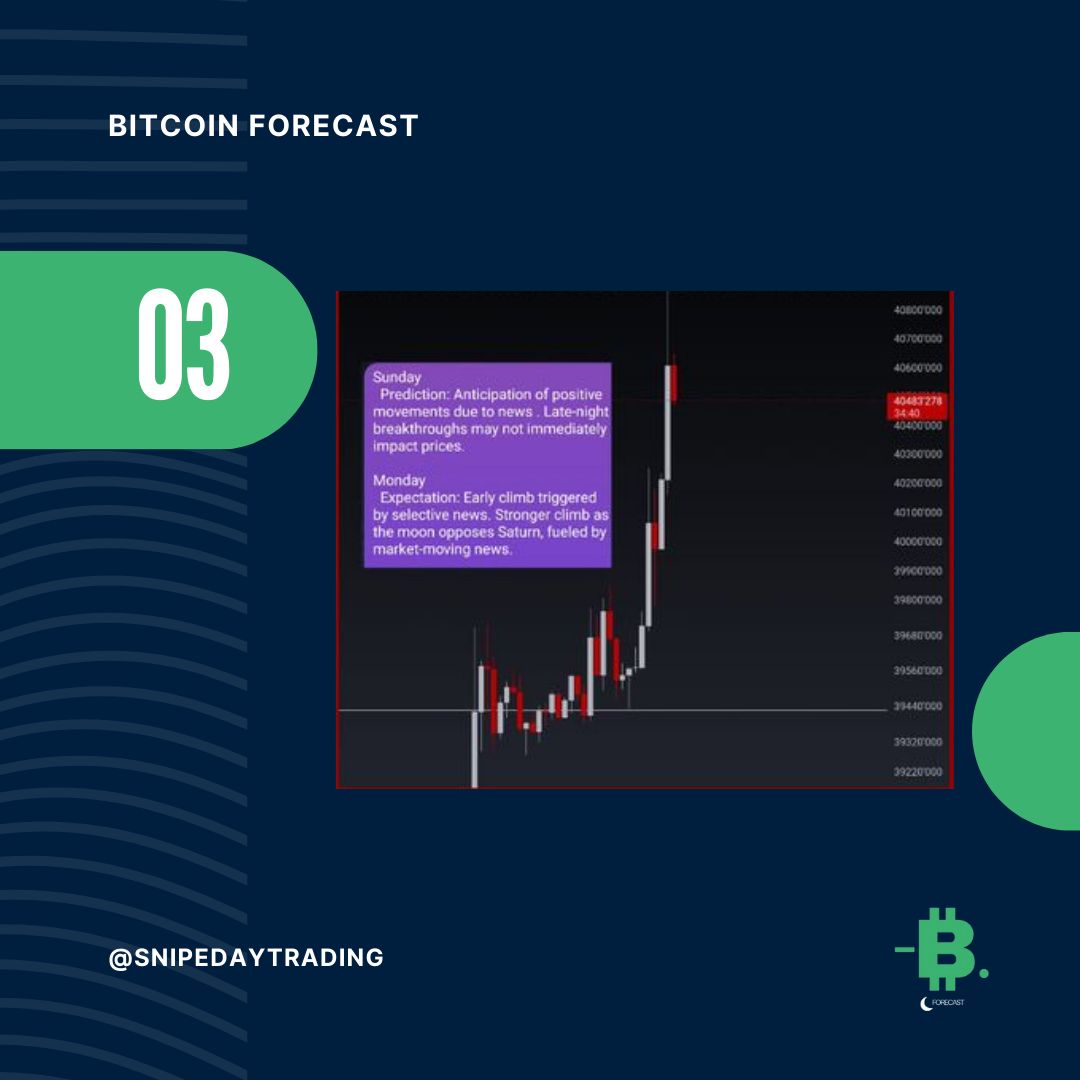 BITCOIN FORECAST
03
Sunday
Prediction: Anticipation of positive
movements due to news . Late-night
breakthroughs may not immediately
impact prices.
Monday
Expectation: Early climb triggered
by selective news. Stronger climb as
the moon opposes Saturn, fueled by
market-moving news.
40800'000
40700'000
40600'000
40483'278
34:40
40400'000
40300'000
40200'000
40100'000
40000'000
39900'000
39800'000
39680'000
39560'000
39440'000
39320'000
39220'000
@SNIPEDAYTRADING
B
FORECAST